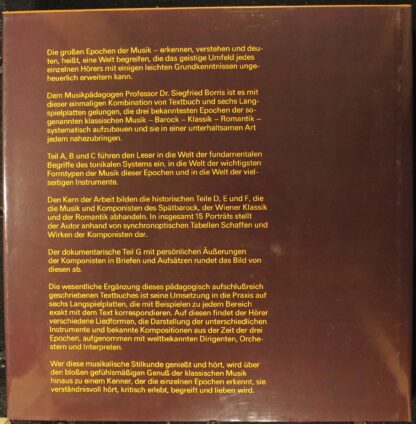 Die großen Epochen der Musik – erkennen, verstehen und deu-
ten, heißt, eine Welt begreifen, die das geistige Umfeld jedes
einzelnen Hörers mit einigen leichten Grundkenntnissen unge-
heuerlich erweitern kann.
Dem Musikpädagogen Professor Dr. Siegfried Borris ist es mit
dieser einmaligen Kombination von Textbuch und sechs Lang-
spielplatten gelungen, die drei bekanntesten Epochen der so-
genannten klassischen Musik – Barock – Klassik – Romantik –
systematisch aufzubauen und sie in einer unterhaltsamen Art
jedem nahezubringen.
Teil A, B und C führen den Leser in die Welt der fundamentalen
Begriffe des tonikalen Systems ein, in die Welt der wichtigsten
Formtypen der Musik dieser Epochen und in die Welt der viel-
seitigen Instrumente.
Den Kern der Arbeit bilden die historischen Teile D, E und F, die
die Musik und Komponisten des Spätbarock, der Wiener Klassik
und der Romantik abhandeln. In insgesamt 15 Porträts stellt
der Autor anhand von synchronoptischen Tabellen Schaffen und
Wirken der Komponisten dar.
Der dokumentarische Teil G mit persönlichen Äußerungen
der Komponisten in Briefen und Aufsätzen rundet das Bild von
diesen ab.
Die wesentliche Ergänzung dieses pädagogisch aufschlußreich
geschriebenen Textbuches ist seine Umsetzung in die Praxis auf
sechs Langspielplatten, die mit Beispielen zu jedem Bereich
exakt mit dem Text korrespondieren. Auf diesen findet der Hörer
verschiedene Liedformen, die Darstellung der unterschiedlichen
Instrumente und bekannte Kompositionen aus der Zeit der drei
Epochen, aufgenommen mit weltbekannten Dirigenten, Orche-
stern und Interpreten.
Wer diese musikalische Stilkunde genießt und hört, wird über
den bloßen gefühlsmäßigen Genuß der klassischen Musik
hinaus zu einem Kenner, der die einzelnen Epochen erkennt, sie
verständnisvoll hört, kritisch erlebt, begreift und lieben wird.